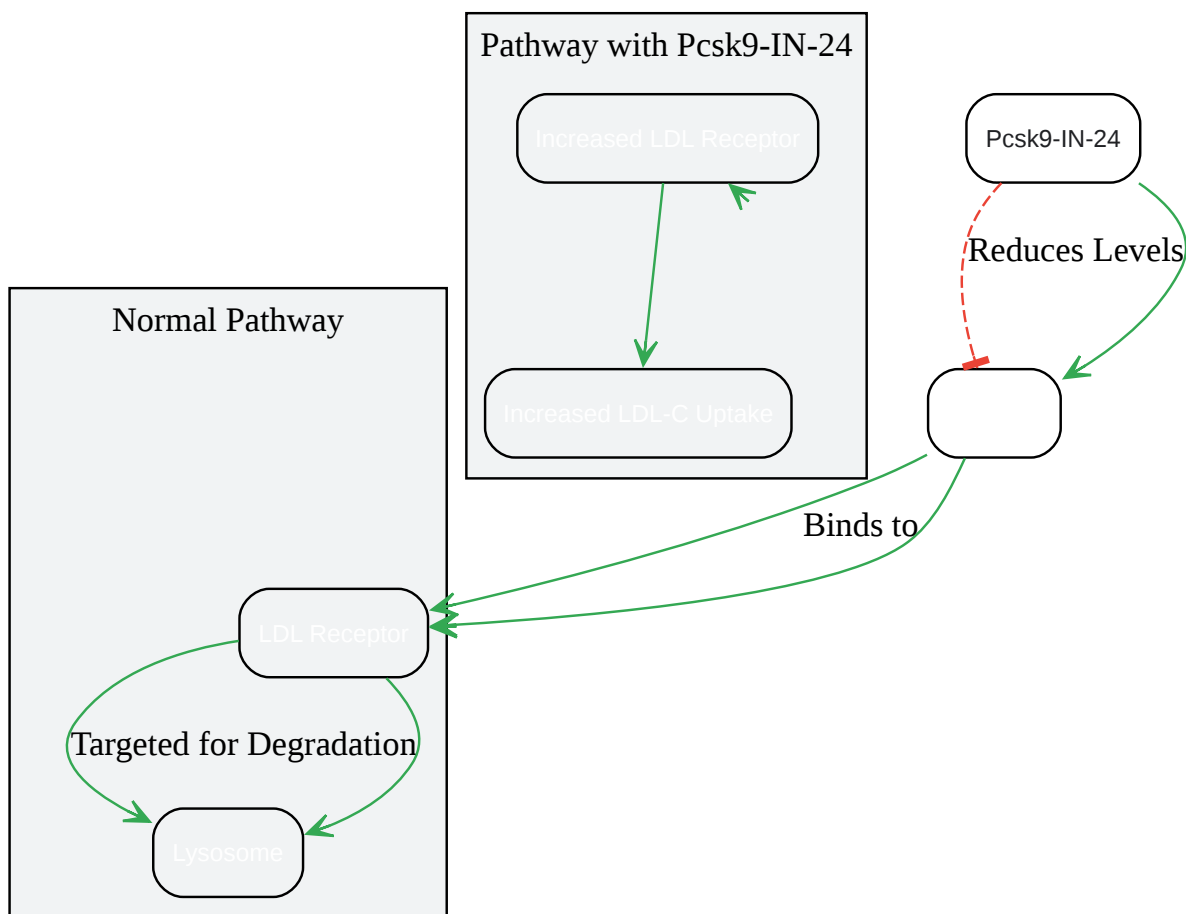 Pathway with Pcsk9-IN-24
Increased LDL Receptor
Pcsk9-IN-24
Reduces Levels
Normal Pathway
Increased LDL-C Uptake
Binds to
LDL Receptor
Targeted for Degradation
Lysosome